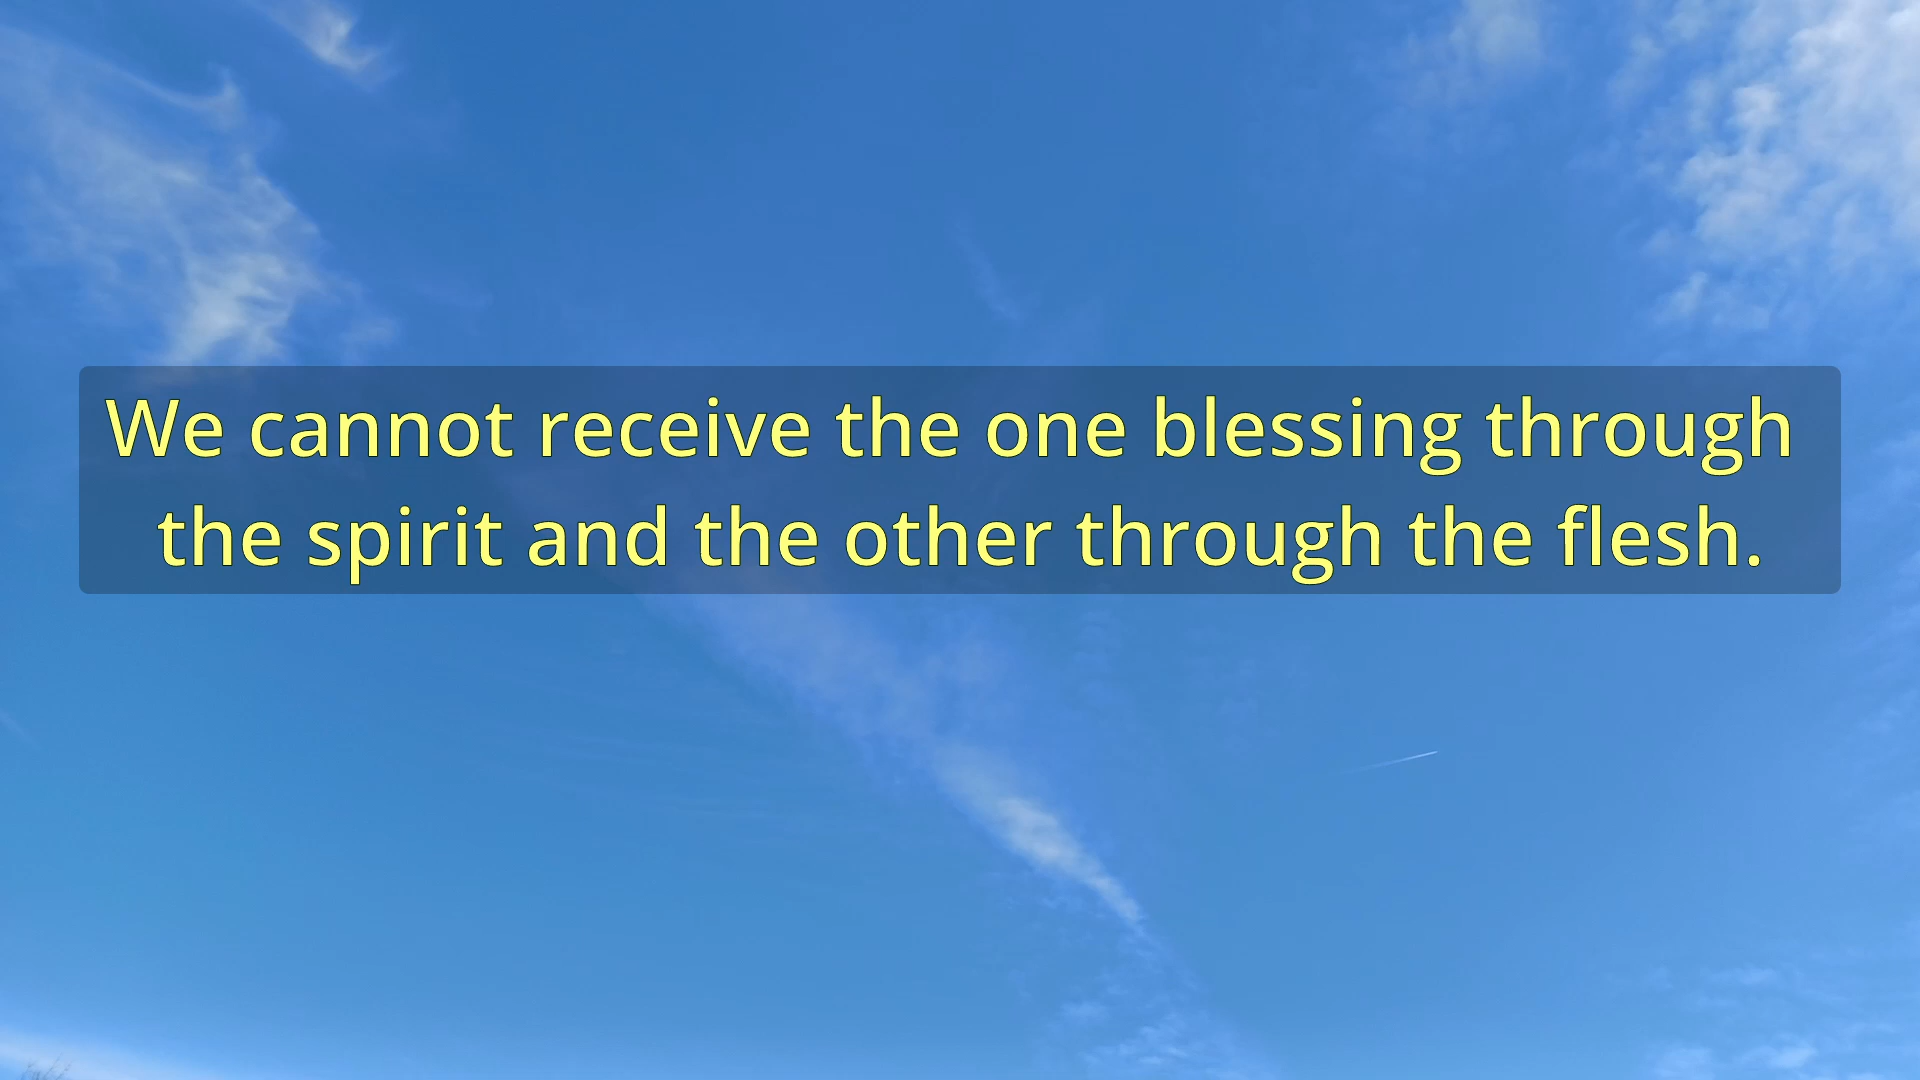 We cannot receive the one blessing through
the spirit and the other through the flesh.